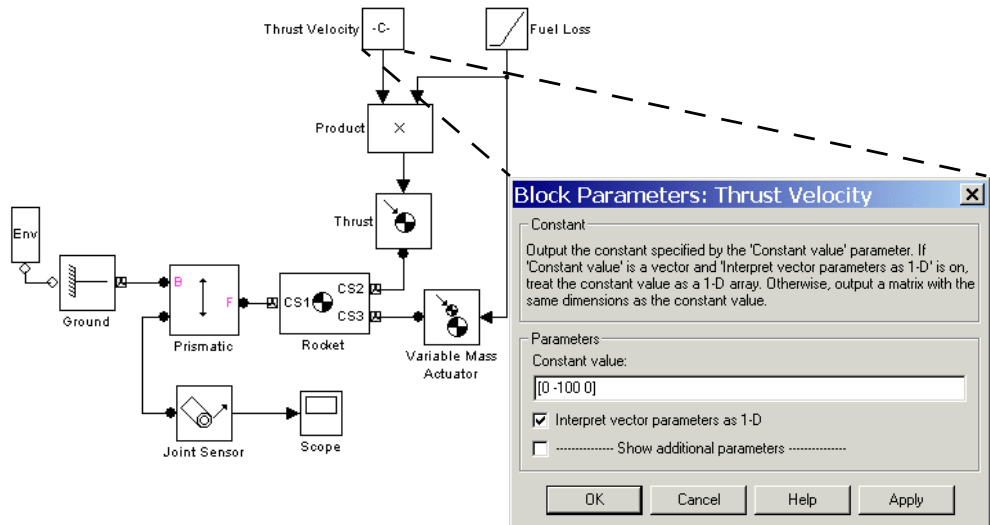 Thrust Velocity
-C-
Fuel Loss
Product
×
Thrust
Env
B
F
CS1
CS2
CS3
Ground
Prismatic
Rocket
Variable Mass
Actuator
Joint Sensor
Scope
Block Parameters: Thrust Velocity
Constant
Output the constant specified by the 'Constant value' parameter. If
'Constant value' is a vector and 'Interpret vector parameters as 1-D' is on,
treat the constant value as a 1-D array. Otherwise, output a matrix with the
same dimensions as the constant value.
Parameters
Constant value:
[0 -100 0]
Interpret vector parameters as 1-D
--------------- Show additional parameters ---------------
OK
Cancel
Help
Apply